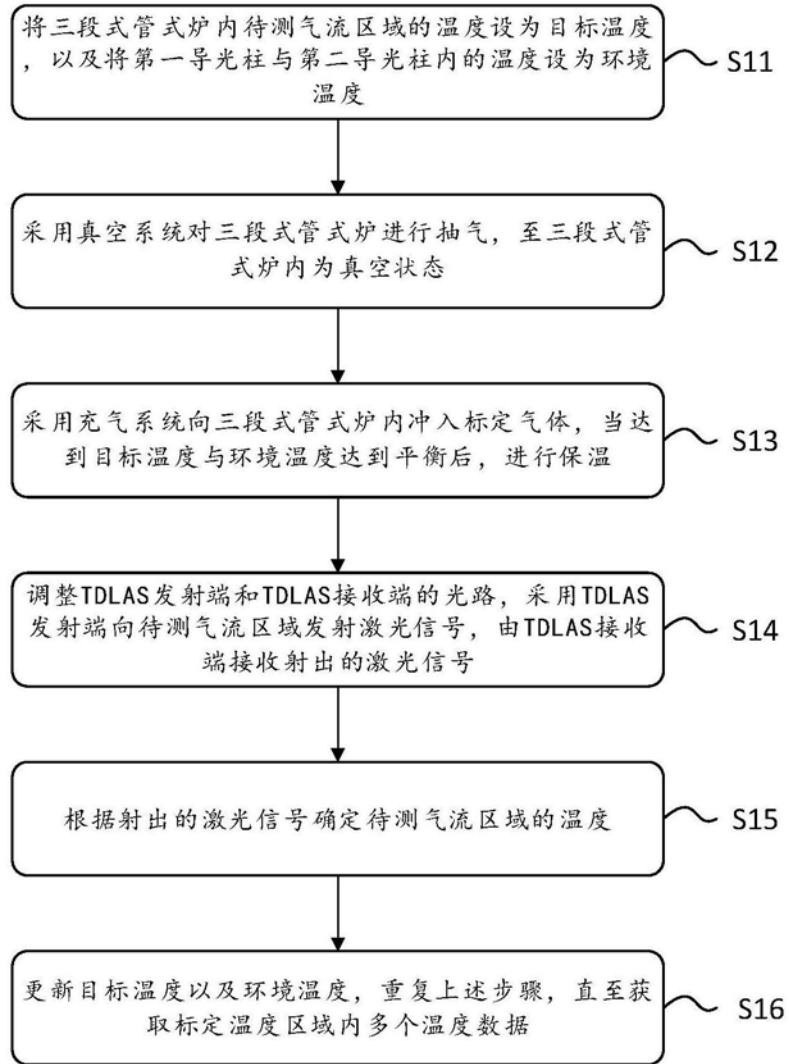 将三段式管式炉内待测气流区域的温度设为目标温度
，以及将第一导光柱与第二导光柱内的温度设为环境
温度
S11
采用真空系统对三段式管式炉进行抽气，至三段式管
式炉内为真空状态
S12
采用充气系统向三段式管式炉内冲入标定气体，当达
到目标温度与环境温度达到平衡后，进行保温
S13
调整TDLAS发射端和TDLAS接收端的光路，采用TDLAS
发射端向待测气流区域发射激光信号，由TDLAS接收
端接收射出的激光信号
S14
根据射出的激光信号确定待测气流区域的温度
S15
更新目标温度以及环境温度，重复上述步骤，直至获
取标定温度区域内多个温度数据
S16